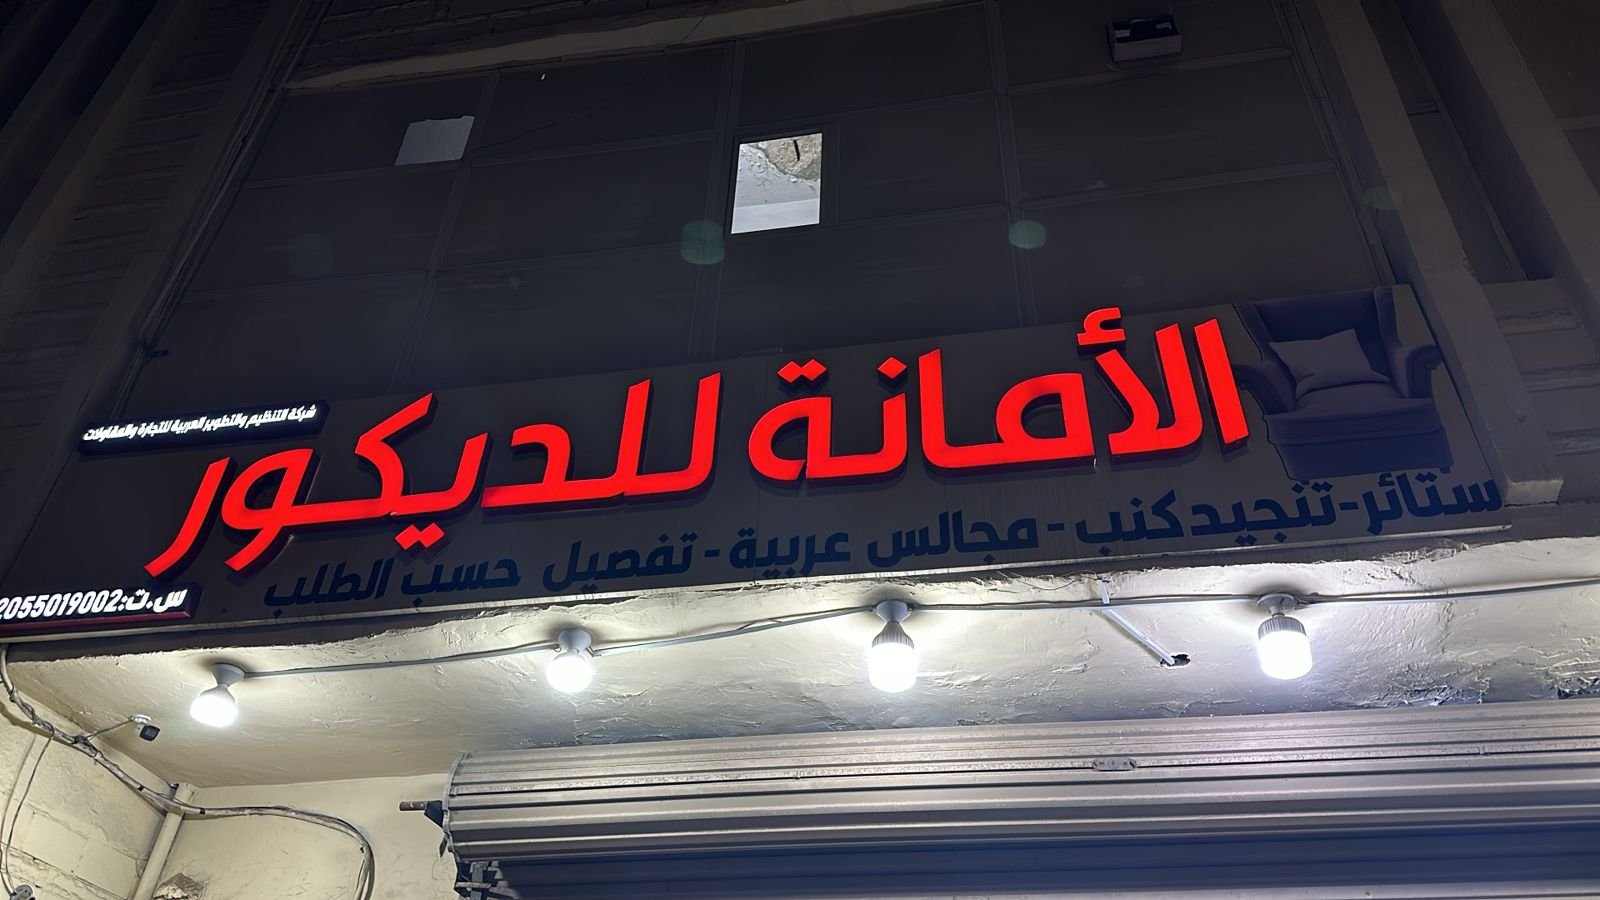 شركة التنظيم والتطوير العربية للتجارة والمقاولات
الأمانة للديكور
ستائر - تنجيد كنب - مجالس عربية - تفصيل حسب الطلب
س.ت:2055019002